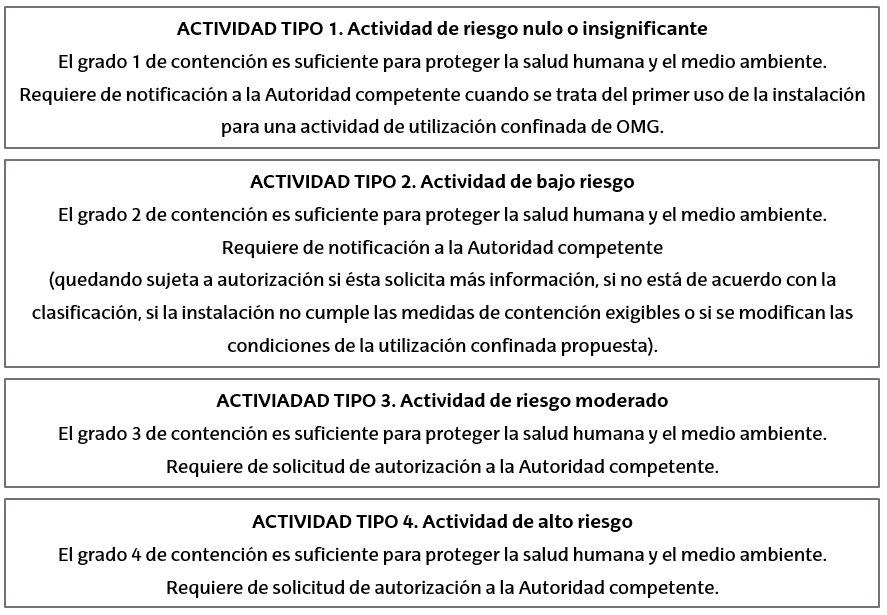 ACTIVIDAD TIPO 1. Actividad de riesgo nulo o insignificante
El grado 1 de contención es suficiente para proteger la salud humana y el medio ambiente.
Requiere de notificación a la Autoridad competente cuando se trata del primer uso de la instalación
para una actividad de utilización confinada de OMG.
ACTIVIDAD TIPO 2. Actividad de bajo riesgo
El grado 2 de contención es suficiente para proteger la salud humana y el medio ambiente.
Requiere de notificación a la Autoridad competente
(quedando sujeta a autorización si ésta solicita más información, si no está de acuerdo con la
clasificación, si la instalación no cumple las medidas de contención exigibles o si se modifican las
condiciones de la utilización confinada propuesta).
ACTIVIADAD TIPO 3. Actividad de riesgo moderado
El grado 3 de contención es suficiente para proteger la salud humana y el medio ambiente.
Requiere de solicitud de autorización a la Autoridad competente.
ACTIVIDAD TIPO 4. Actividad de alto riesgo
El grado 4 de contención es suficiente para proteger la salud humana y el medio ambiente.
Requiere de solicitud de autorización a la Autoridad competente.